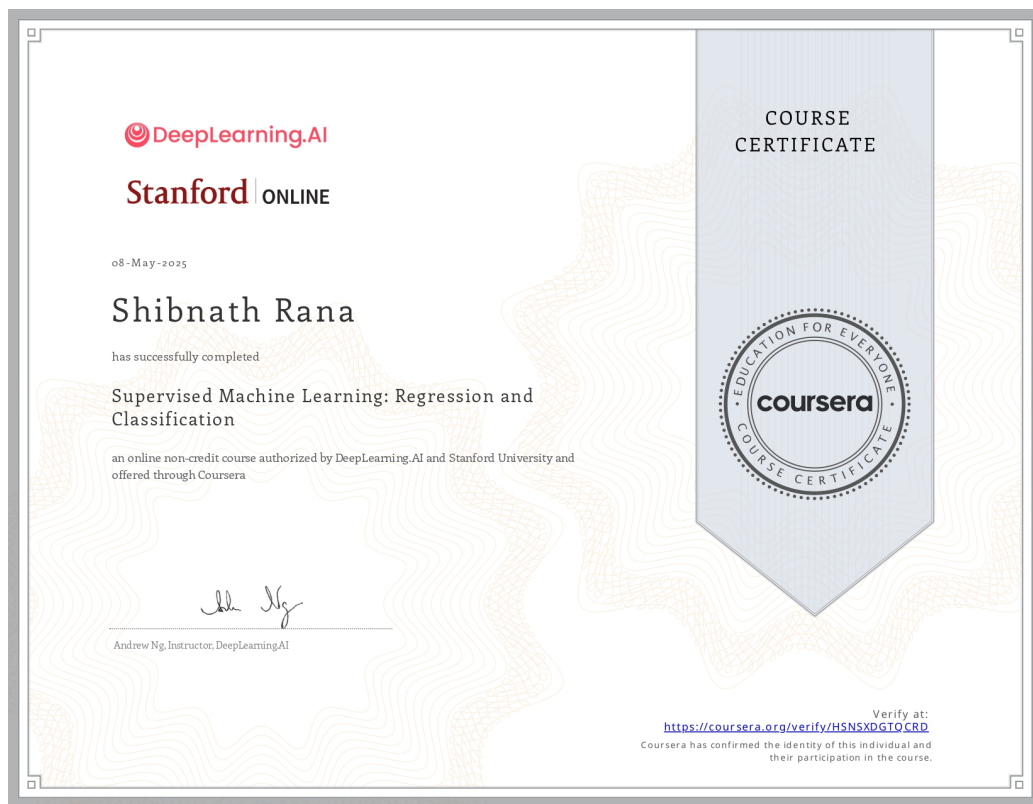 DeepLearning.AI
Stanford ONLINE
COURSE
CERTIFICATE
08-May-2025
Shibnath Rana
has successfully completed
Supervised Machine Learning: Regression and
Classification
an online non-credit course authorized by DeepLearning.AI and Stanford University and
offered through Coursera
EDUCATION FOR EVERYONE
coursera
COURSE CERTIFICATE
Andrew Ng, Instructor, DeepLearning.AI
Verify at:
https://coursera.org/verify/HSNSXDGTQCRD
Coursera has confirmed the identity of this individual and
their participation in the course.